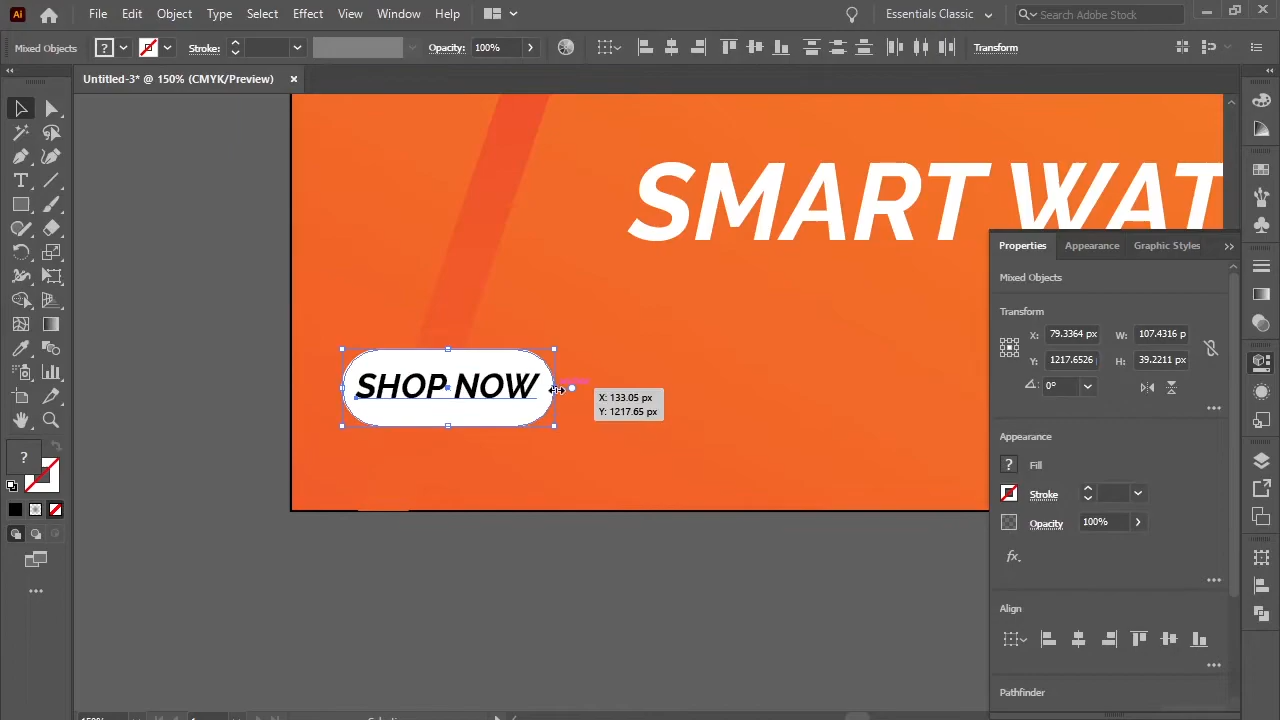 Ai File Edit Object Type Select Effect View Window Help Essentials Classic Search Adobe Stock
Mixed Objects ? Stroke: Opacity: 100% Transform
Untitled-3* @ 150% (CMYK/Preview) ×
SMART WAT
SHOP NOW
X: 133.05 px
Y: 1217.65 px
Properties Appearance Graphic Styles
Mixed Objects
Transform
X: 79.3364 px W: 107.4316 p
Y: 1217.6526 H: 39.2211 px
0°
Appearance
? Fill
Stroke
Opacity 100%
fx.
Align
Pathfinder
?